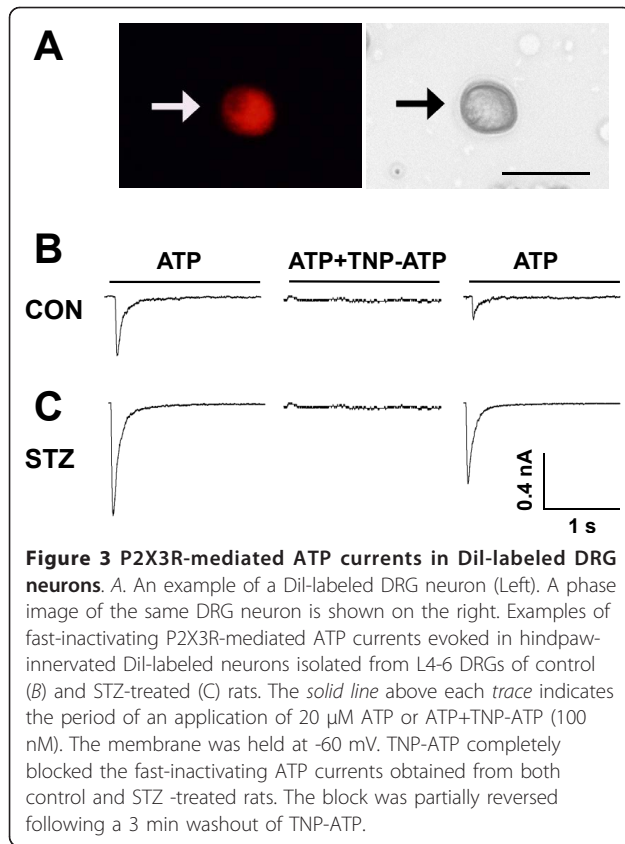 A
B
ATP ATP+TNP-ATP ATP
CON
C
STZ
0.4 nA
1 s
Figure 3 P2X3R-mediated ATP currents in DiI-labeled DRG
neurons. A. An example of a DiI-labeled DRG neuron (Left). A phase
image of the same DRG neuron is shown on the right. Examples of
fast-inactivating P2X3R-mediated ATP currents evoked in hindpaw-
innervated DiI-labeled neurons isolated from L4-6 DRGs of control
(B) and STZ-treated (C) rats. The solid line above each trace indicates
the period of an application of 20 μM ATP or ATP+TNP-ATP (100
nM). The membrane was held at -60 mV. TNP-ATP completely
blocked the fast-inactivating ATP currents obtained from both
control and STZ -treated rats. The block was partially reversed
following a 3 min washout of TNP-ATP.